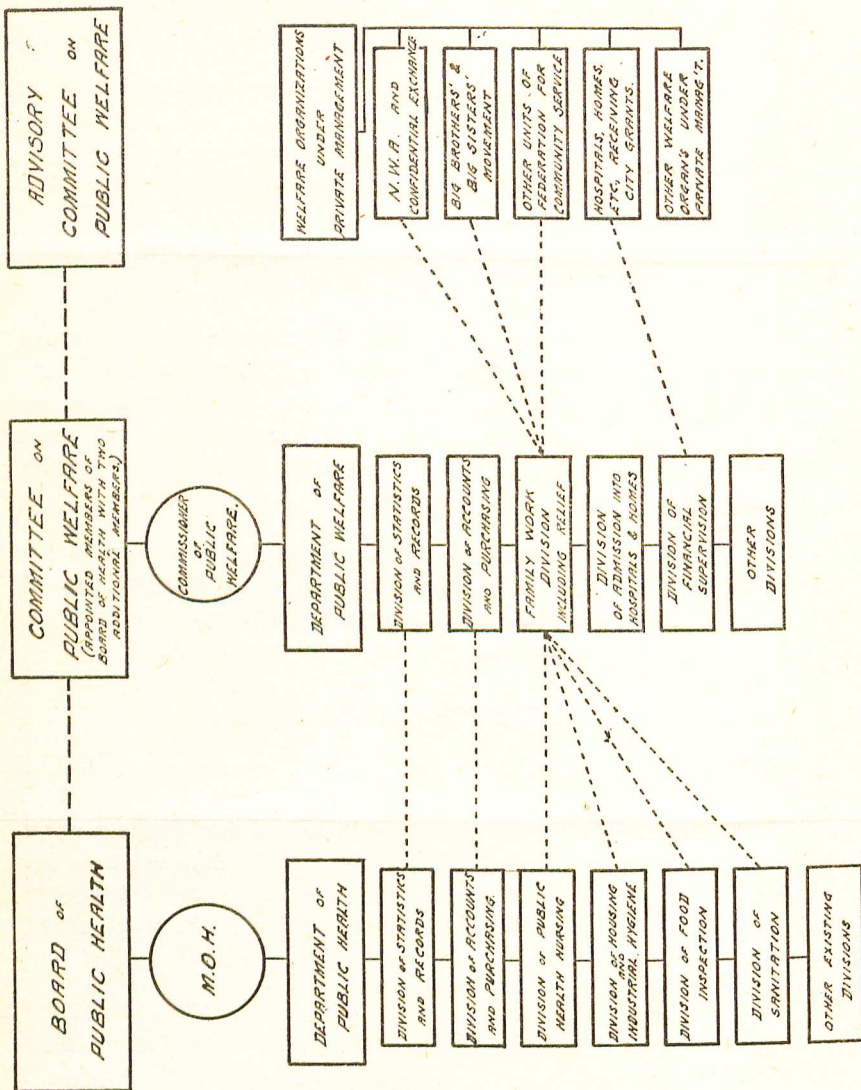 BOARD OF
PUBLIC HEALTH
M.O.H.
DEPARTMENT OF
PUBLIC HEALTH
DIVISION OF STATISTICS
AND RECORDS
DIVISION OF ACCOUNTS
AND PURCHASING.
DIVISION OF PUBLIC
HEALTH NURSING
DIVISION OF HOUSING
AND
INDUSTRIAL HYGIENE
DIVISION OF FOOD
INSPECTION
DIVISION OF
SANITATION
OTHER EXISTING
DIVISIONS
COMMITTEE ON
PUBLIC WELFARE
(APPOINTED MEMBERS OF
BOARD OF HEALTH WITH TWO
ADDITIONAL MEMBERS.)
COMMISSIONER
OF
PUBLIC
WELFARE.
DEPARTMENT OF
PUBLIC WELFARE
DIVISION OF STATISTICS
AND RECORDS
DIVISION OF ACCOUNTS
AND PURCHASING
FAMILY WORK
DIVISION
INCLUDING RELIEF
DIVISION
OF ADMISSION INTO
HOSPITALS & HOMES
DIVISION OF
FINANCIAL
SUPERVISION
OTHER
DIVISIONS
ADVISORY
COMMITTEE ON
PUBLIC WELFARE
WELFARE ORGANIZATIONS
UNDER
PRIVATE MANAGEMENT
N.W.A. AND
CONFIDENTIAL EXCHANGE
BIG BROTHERS' &
BIG SISTERS'
MOVEMENT
OTHER UNITS OF
FEDERATION FOR
COMMUNITY SERVICE
HOSPITALS, HOMES,
ETC, RECEIVING
CITY GRANTS.
OTHER WELFARE
ORGAN'S UNDER
PRIVATE MANAG'T.